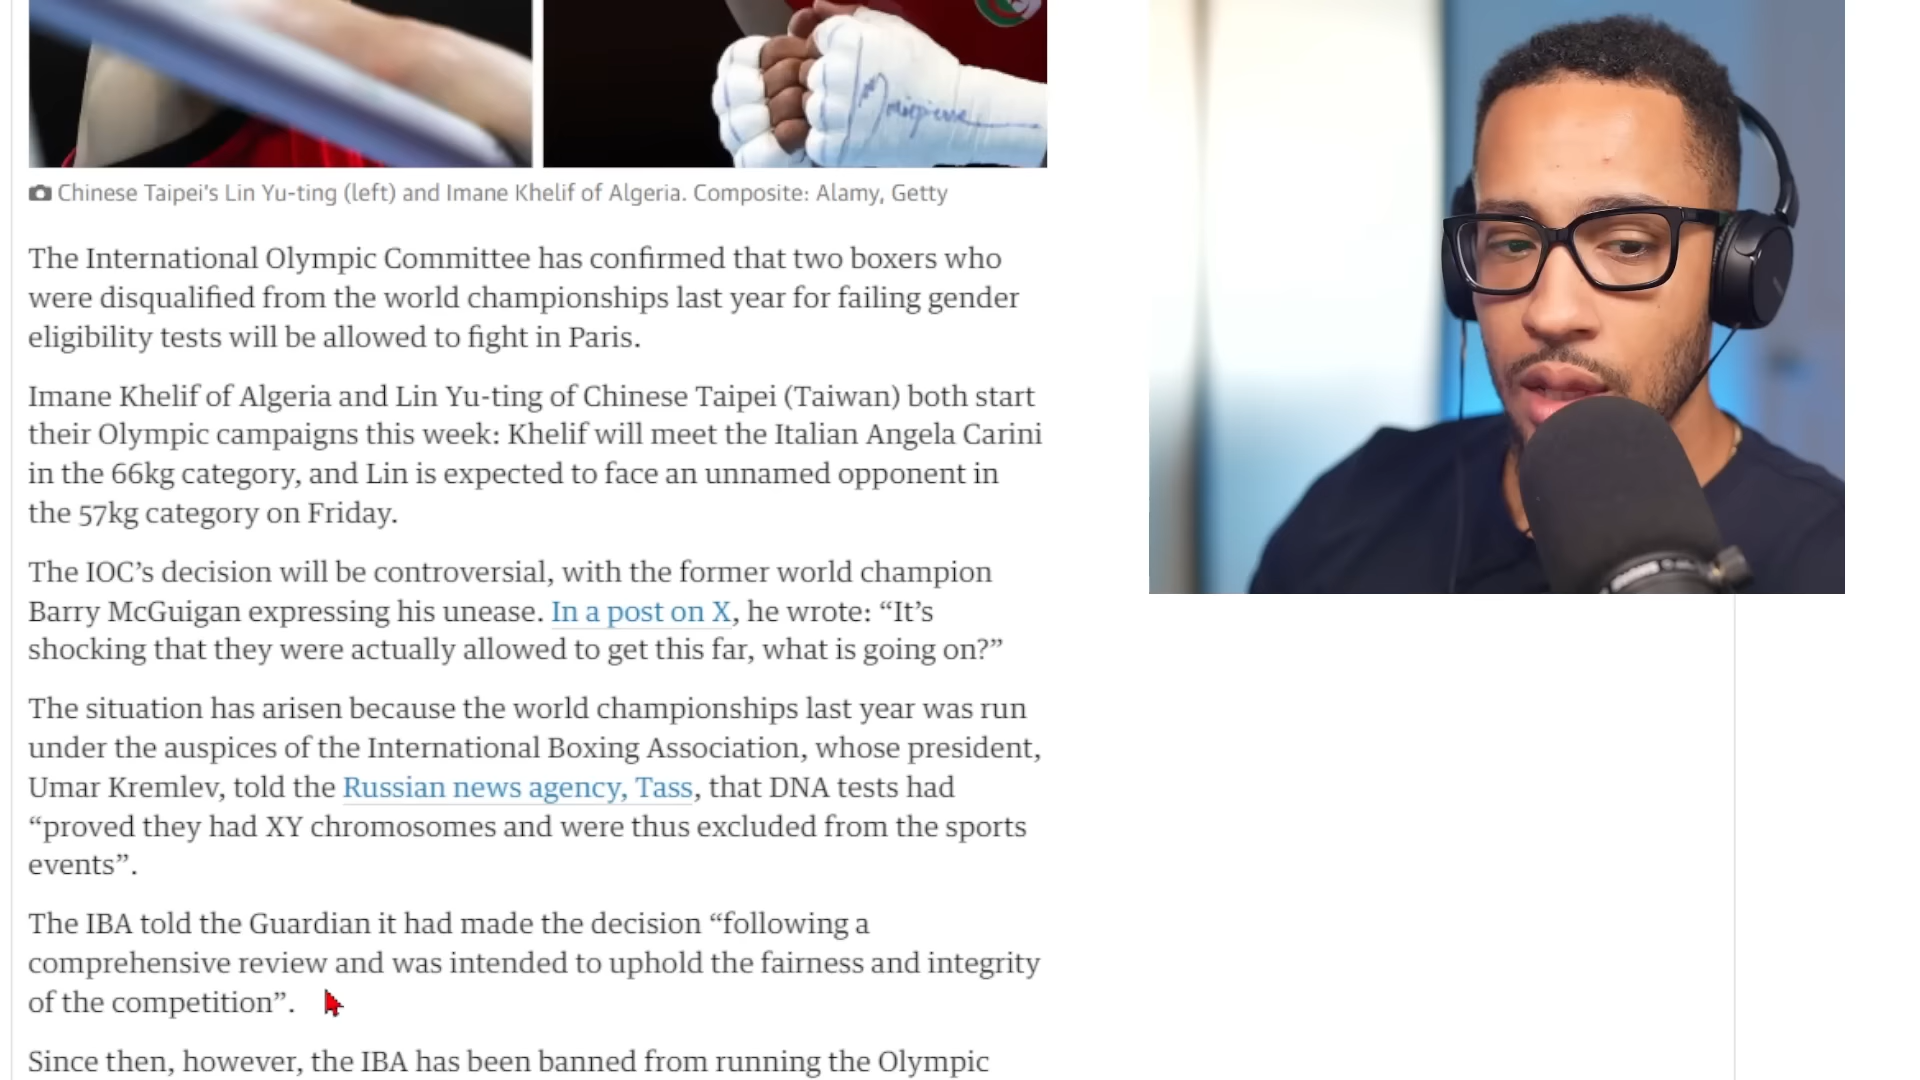 Chinese Taipei's Lin Yu-ting (left) and Imane Khelif of Algeria. Composite: Alamy, Getty
The International Olympic Committee has confirmed that two boxers who
were disqualified from the world championships last year for failing gender
eligibility tests will be allowed to fight in Paris.
Imane Khelif of Algeria and Lin Yu-ting of Chinese Taipei (Taiwan) both start
their Olympic campaigns this week: Khelif will meet the Italian Angela Carini
in the 66kg category, and Lin is expected to face an unnamed opponent in
the 57kg category on Friday.
The IOC’s decision will be controversial, with the former world champion
Barry McGuigan expressing his unease. In a post on X, he wrote: “It’s
shocking that they were actually allowed to get this far, what is going on?”
The situation has arisen because the world championships last year was run
under the auspices of the International Boxing Association, whose president,
Umar Kremlev, told the Russian news agency, Tass, that DNA tests had
“proved they had XY chromosomes and were thus excluded from the sports
events”.
The IBA told the Guardian it had made the decision “following a
comprehensive review and was intended to uphold the fairness and integrity
of the competition”.
Since then, however, the IBA has been banned from running the Olympic